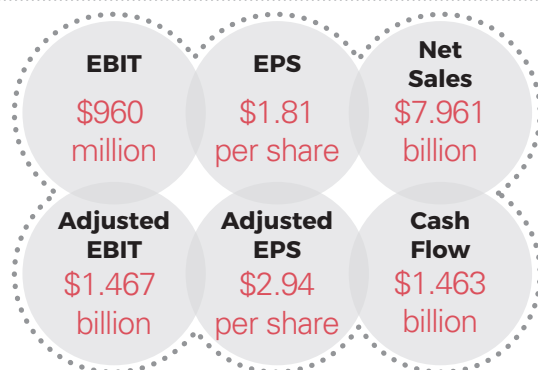 EBIT
$960
million
EPS
$1.81
per share
Net
Sales
$7.961
billion
Adjusted
EBIT
$1.467
billion
Adjusted
EPS
$2.94
per share
Cash
Flow
$1.463
billion